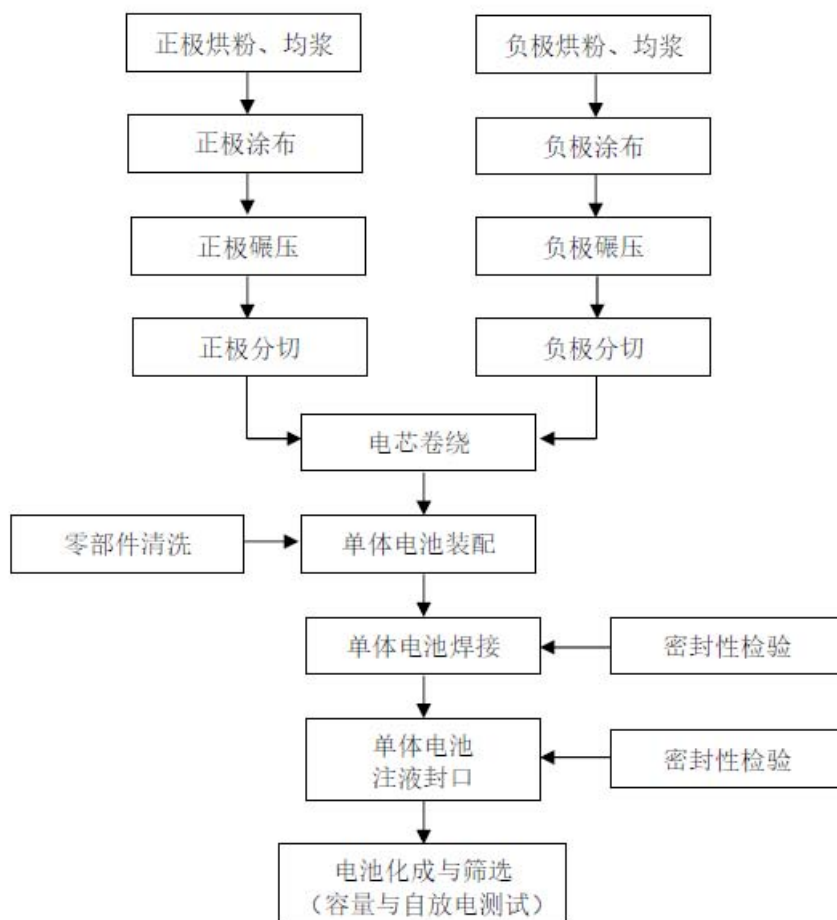 正极烘粉、均浆
负极烘粉、均浆
正极涂布
负极涂布
正极碾压
负极碾压
正极分切
负极分切
电芯卷绕
零部件清洗
单体电池装配
单体电池焊接
密封性检验
单体电池
注液封口
密封性检验
电池化成与筛选
（容量与自放电测试）